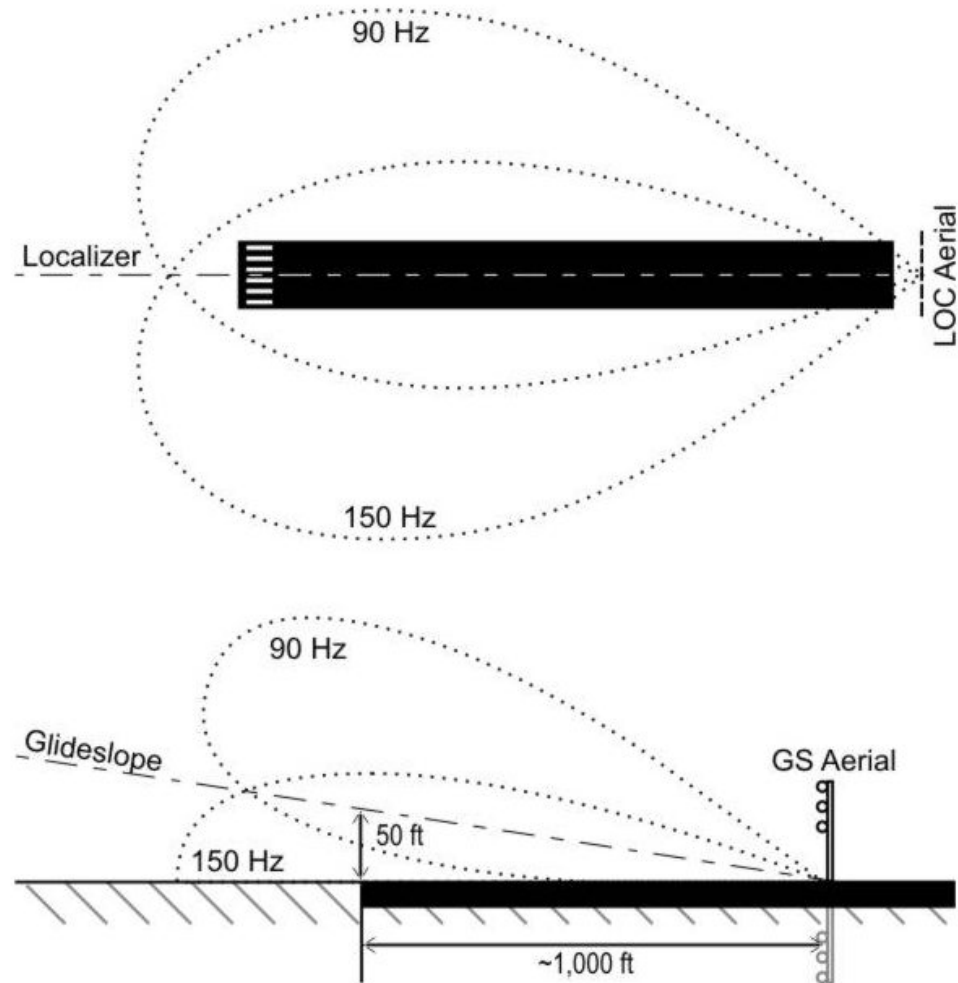 90 Hz
Localizer
LOC Aerial
150 Hz
90 Hz
Glideslope
GS Aerial
50 ft
150 Hz
~1,000 ft